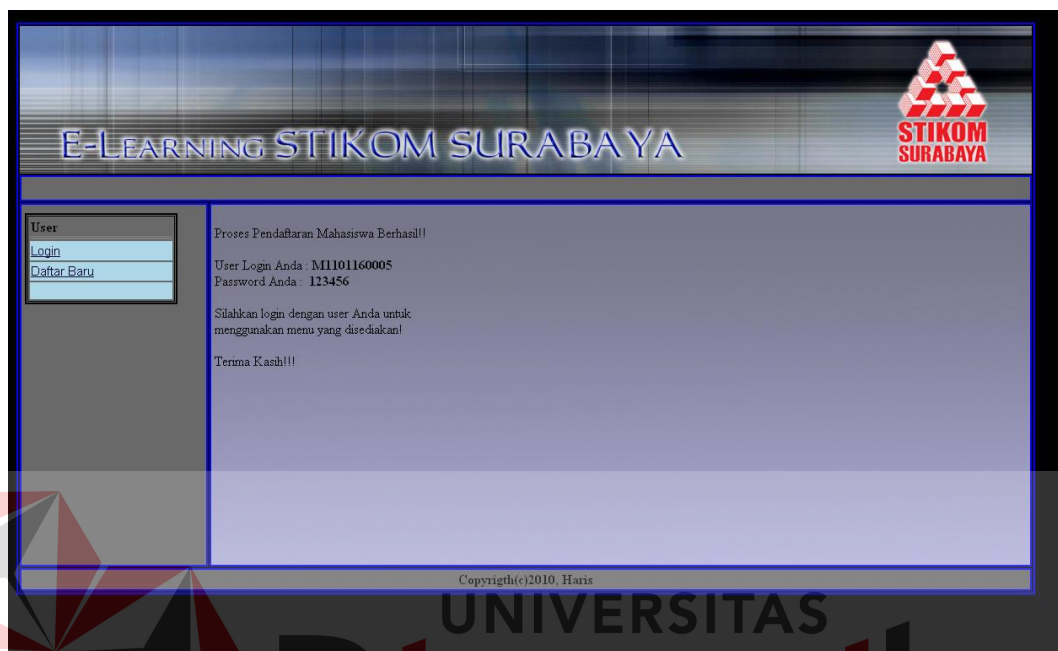 E-LEARNING STIKOM SURABAYA
STIKOM
SURABAYA
User
Login
Daftar Baru
Proses Pendaftaran Mahasiswa Berhasil!!
User Login Anda : M1101160005
Password Anda : 123456
Silahkan login dengan user Anda untuk
menggunakan menu yang disediakan!
Terima Kasih!!!
Copyrigth(c)2010, Haris
UNIVERSITAS